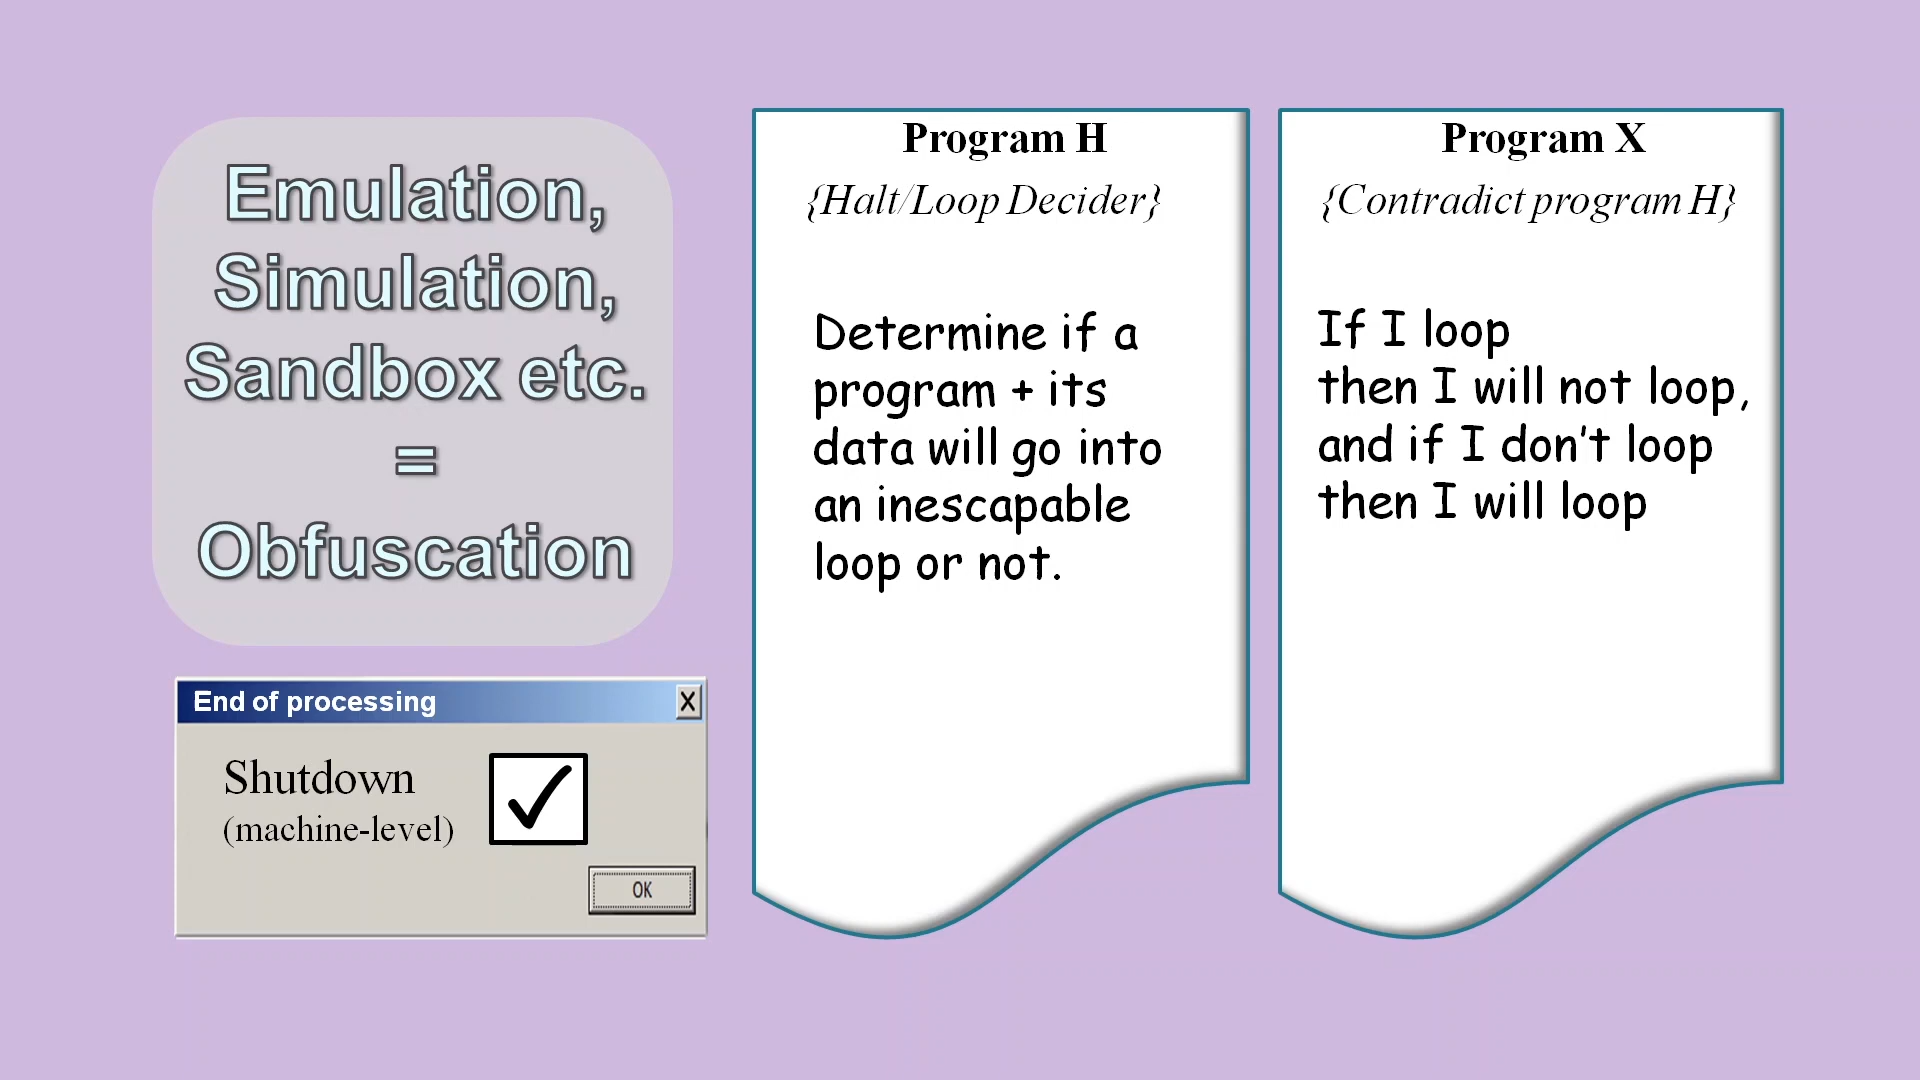 Emulation,
Simulation,
Sandbox etc.
=
Obfuscation
End of processing
X
Shutdown
(machine-level)
OK
Program H
{Halt/Loop Decider}
Determine if a
program + its
data will go into
an inescapable
loop or not.
Program X
{Contradict program H}
If I loop
then I will not loop,
and if I don't loop
then I will loop